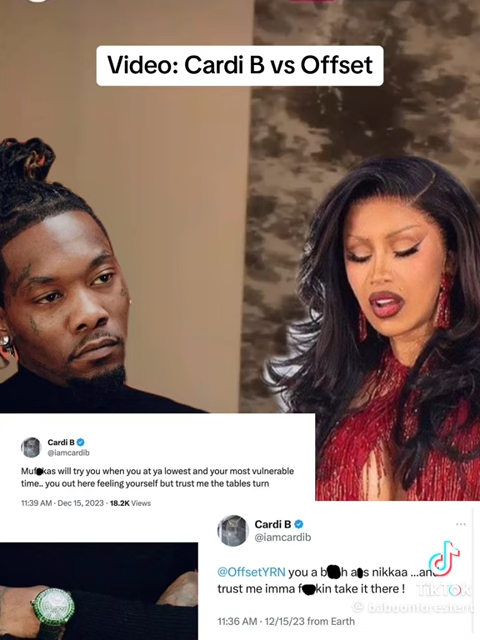 Video: Cardi B vs Offset
Cardi B
@iamcardib
Muf●kas will try you when you at ya lowest and your most vulnerable
time.. you out here feeling yourself but trust me the tables turn
11:39 AM · Dec 15, 2023 · 18.2K Views
Cardi B
@iamcardib
@OffsetYRN you a b●h a●s nikkaa ...and
trust me imma f●kin take it there !
11:36 AM · 12/15/23 from Earth
TikTok